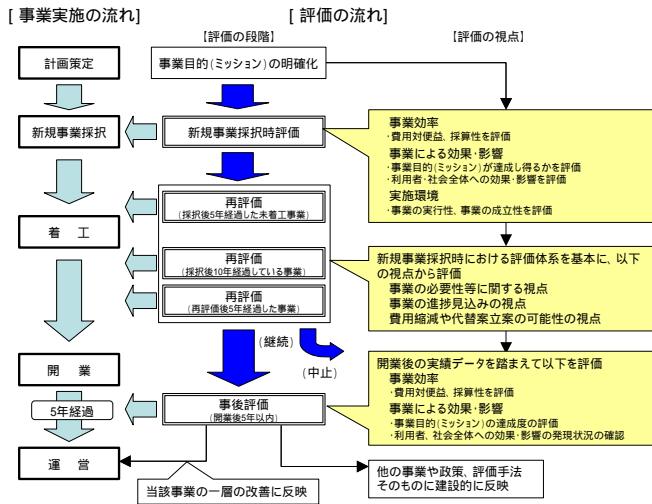 [ 事業実施の流れ]
[ 評価の流れ]
【評価の段階】
【評価の視点】
計画策定
事業目的(ミッション)の明確化
新規事業採択
新規事業採択時評価
事業効率
・費用対便益、採算性を評価
事業による効果・影響
・事業目的(ミッション)が達成し得るかを評価
・利用者・社会全体への効果・影響を評価
実施環境
・事業の実行性、事業の成立性を評価
再評価
(採択後5年経過した未着工事業)
着 工
再評価
(採択後10年経過している事業)
再評価
(再評価後5年経過した事業)
新規事業採択時における評価体系を基本に、以下
の視点から評価
事業の必要性等に関する視点
事業の進捗見込みの視点
費用縮減や代替案立案の可能性の視点
(継続)
(中止)
開 業
5年経過
事後評価
(開業後5年以内)
開業後の実績データを踏まえて以下を評価
事業効率
・費用対便益、採算性を評価
事業による効果・影響
・事業目的(ミッション)の達成度の評価
・利用者、社会全体への効果・影響の発現状況の確認
運 営
当該事業の一層の改善に反映
他の事業や政策、評価手法
そのものに建設的に反映